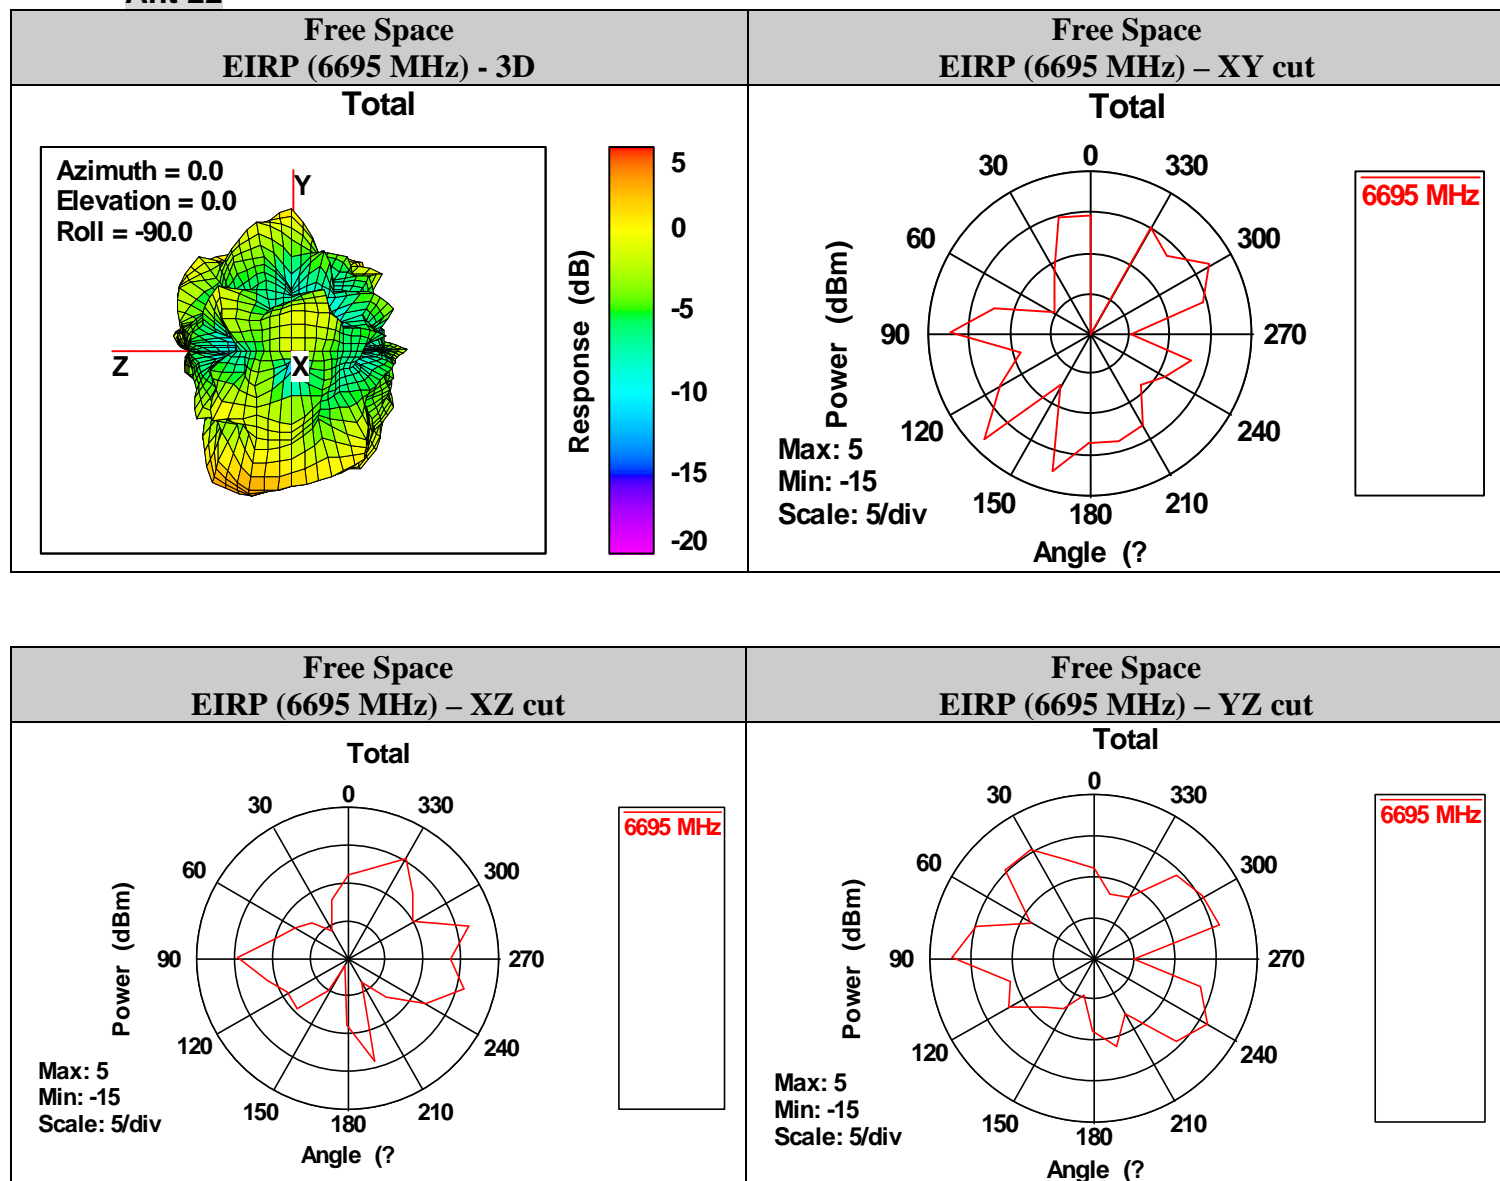 Ant 22
Free Space
EIRP (6695 MHz) - 3D
Total
Azimuth = 0.0
Elevation = 0.0
Roll = -90.0
Y
Z
X
Response (dB)
5
0
-5
-10
-15
-20
Free Space
EIRP (6695 MHz) – XY cut
Total
0
30
330
60
300
90
270
120
240
150
210
180
Power (dBm)
Max: 5
Min: -15
Scale: 5/div
Angle (?
6695 MHz
Free Space
EIRP (6695 MHz) – XZ cut
Total
0
30
330
60
300
90
270
120
240
150
210
180
Power (dBm)
Max: 5
Min: -15
Scale: 5/div
Angle (?
6695 MHz
Free Space
EIRP (6695 MHz) – YZ cut
Total
0
30
330
60
300
90
270
120
240
150
210
180
Power (dBm)
Max: 5
Min: -15
Scale: 5/div
Angle (?
6695 MHz